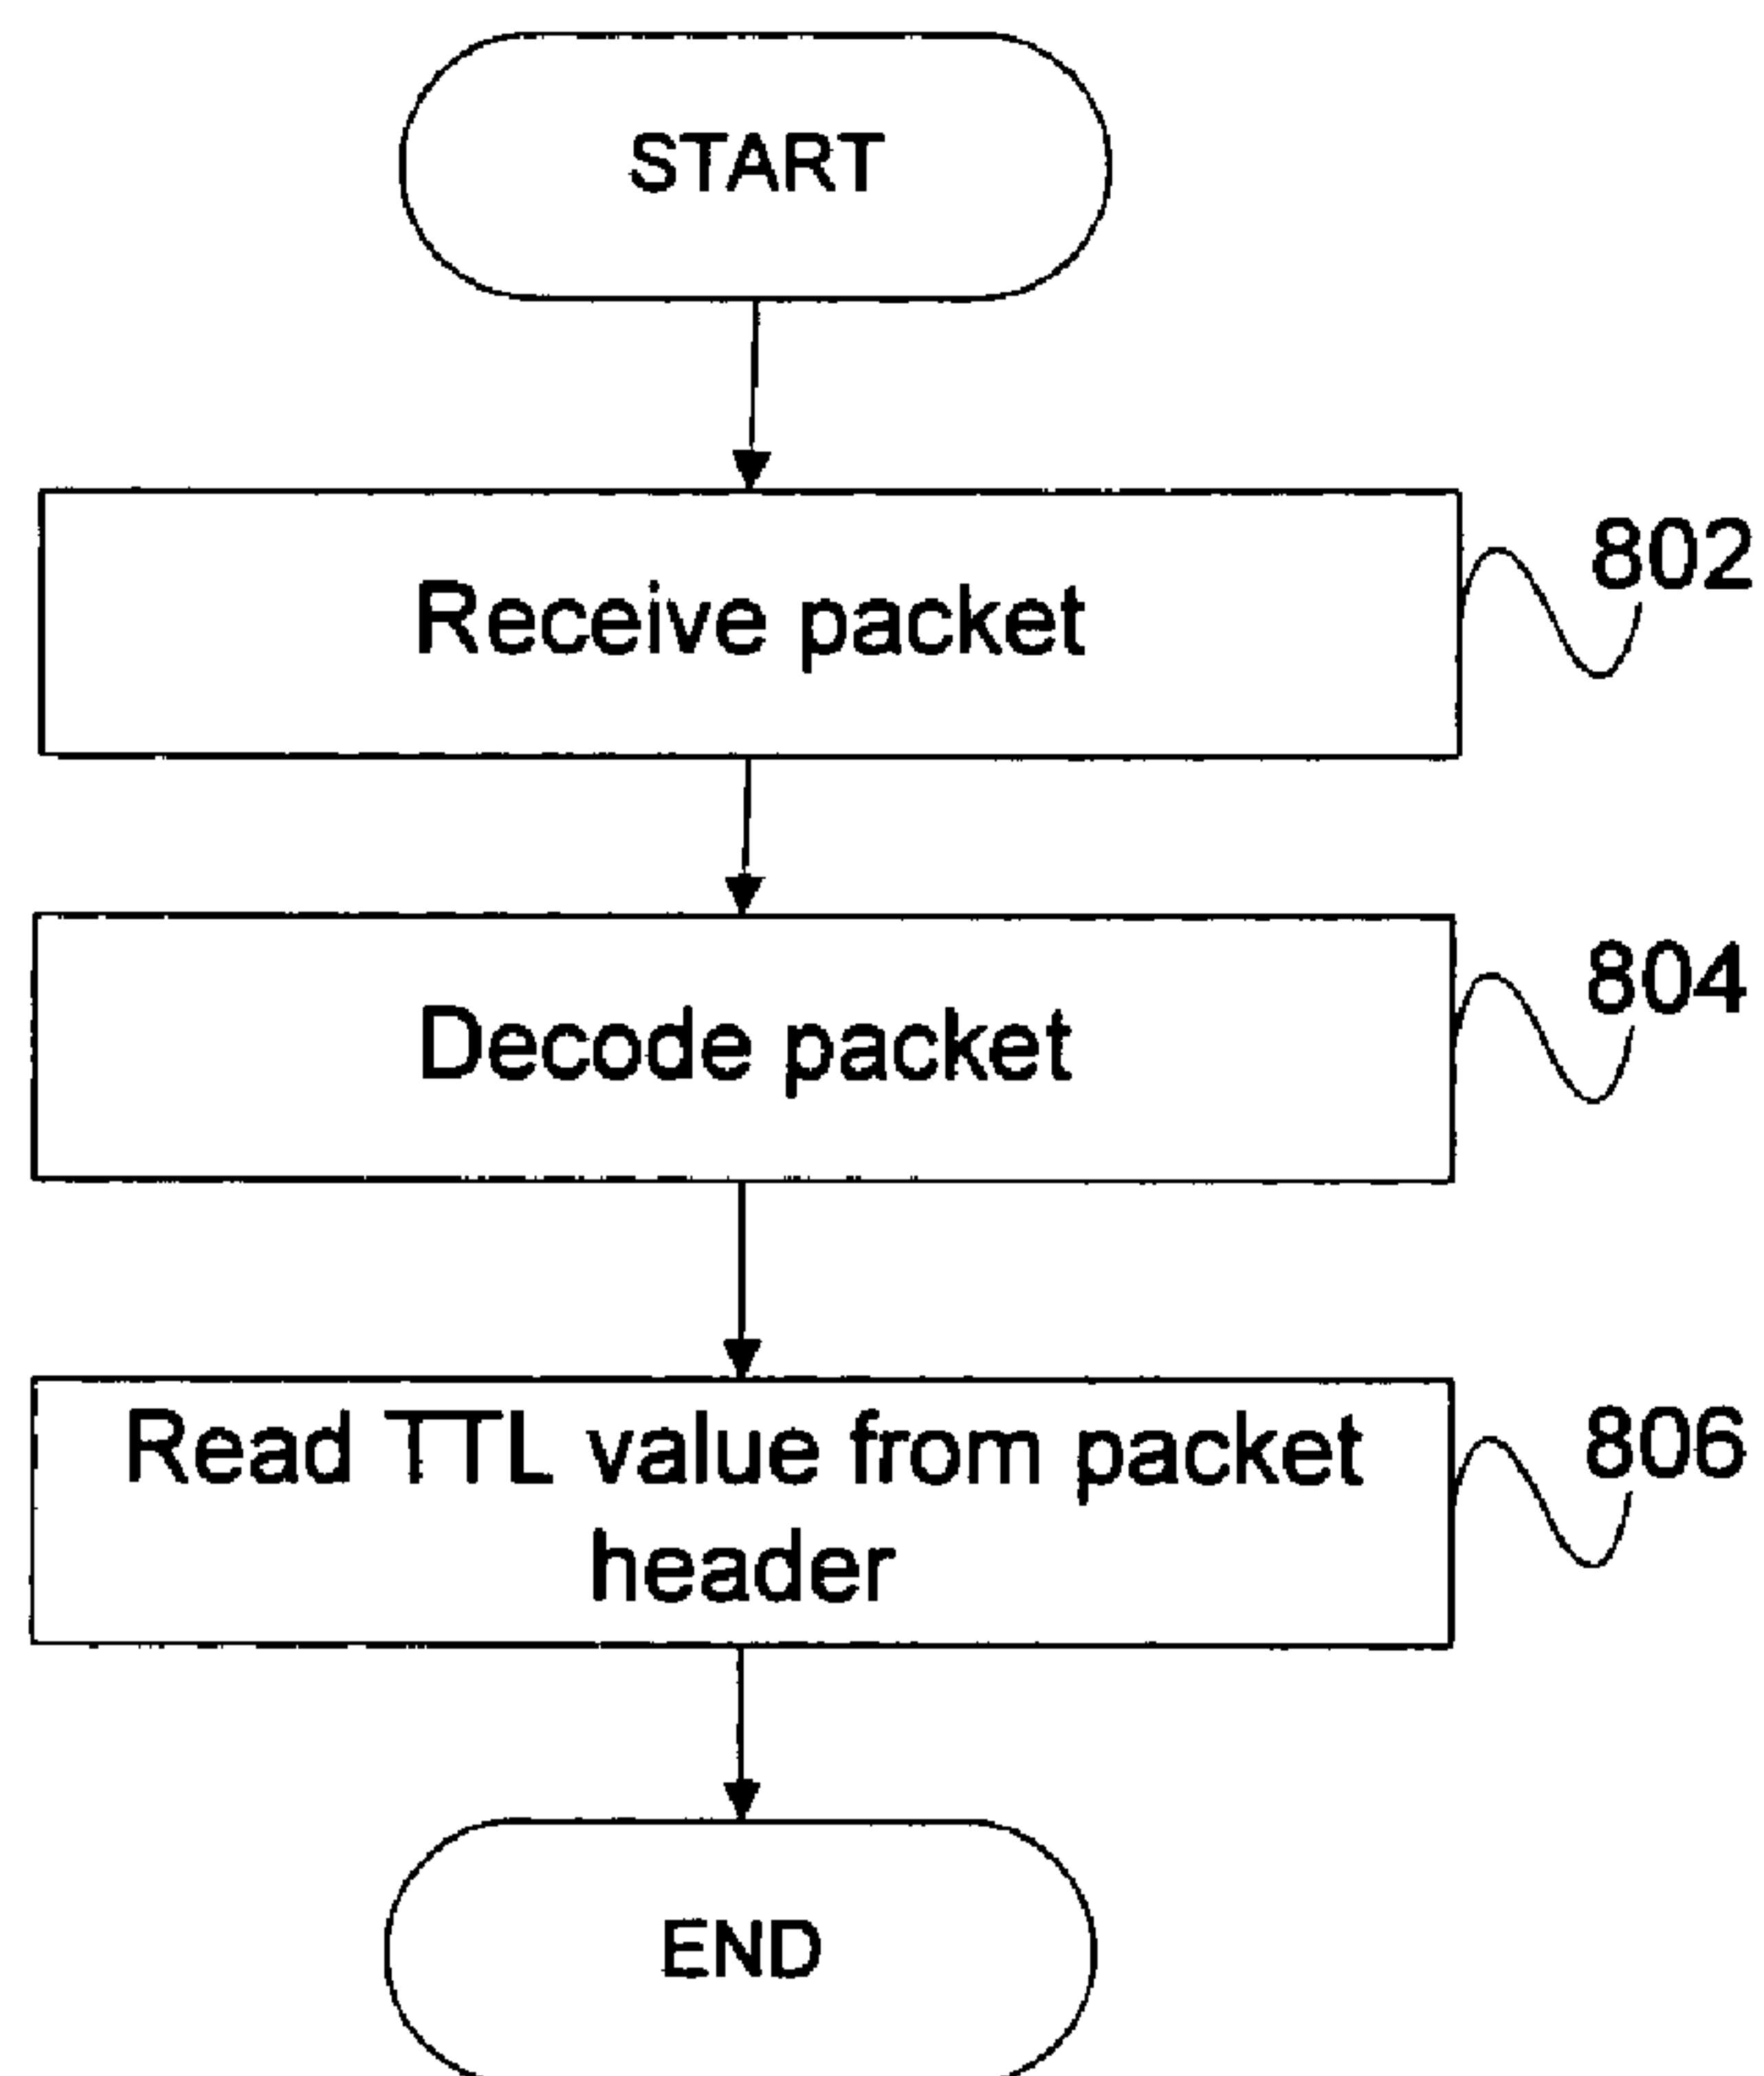 START
Receive packet
802
Decode packet
804
Read TTL value from packet
header
806
END